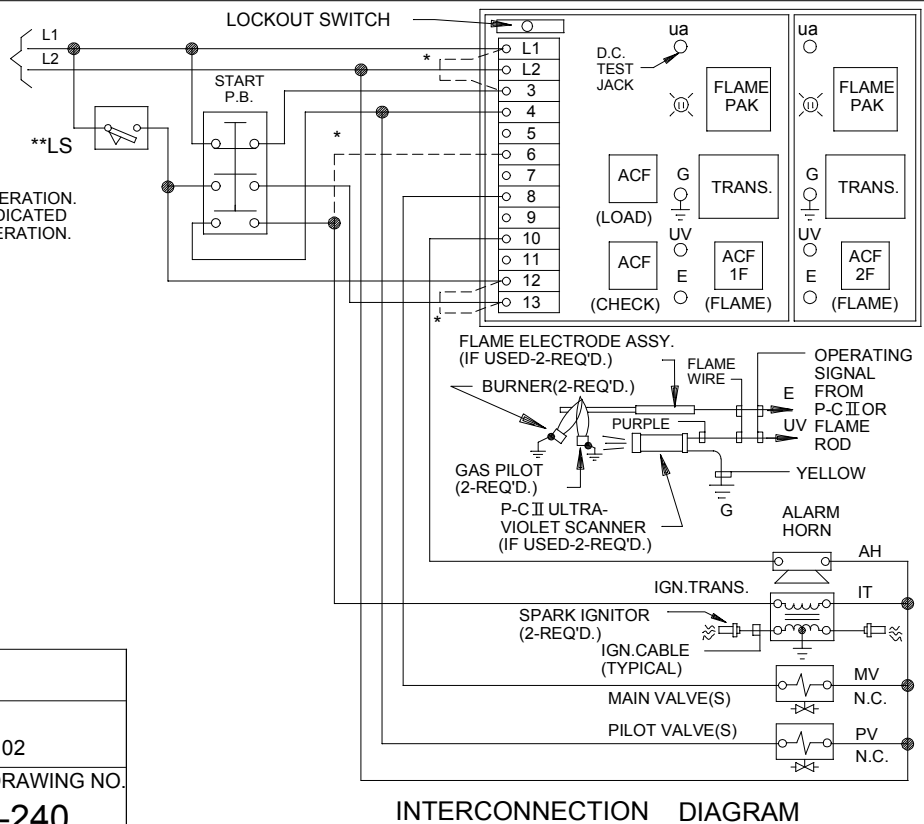 LOCKOUT SWITCH
L1
L2
START
P.B.
**LS
*
*
*
ERATION.
DICATED
ERATION.
L1
L2
3
4
5
6
7
8
9
10
11
12
13
ua
D.C.
TEST
JACK
FLAME
PAK
ua
FLAME
PAK
ACF
(LOAD)
G
TRANS.
G
TRANS.
UV
E
ACF
(CHECK)
ACF
1F
(FLAME)
UV
E
ACF
2F
(FLAME)
FLAME ELECTRODE ASSY.
(IF USED-2-REQ'D.)
FLAME
WIRE
BURNER(2-REQ'D.)
PURPLE
E
UV
OPERATING
SIGNAL
FROM
P-C II OR
FLAME
ROD
YELLOW
G
GAS PILOT
(2-REQ'D.)
P-C II ULTRA-
VIOLET SCANNER
(IF USED-2-REQ'D.)
ALARM
HORN
AH
IGN.TRANS.
IT
SPARK IGNITOR
(2-REQ'D.)
IGN.CABLE
(TYPICAL)
MAIN VALVE(S)
MV
N.C.
PILOT VALVE(S)
PV
N.C.
02
RAWING NO.
-240
INTERCONNECTION DIAGRAM